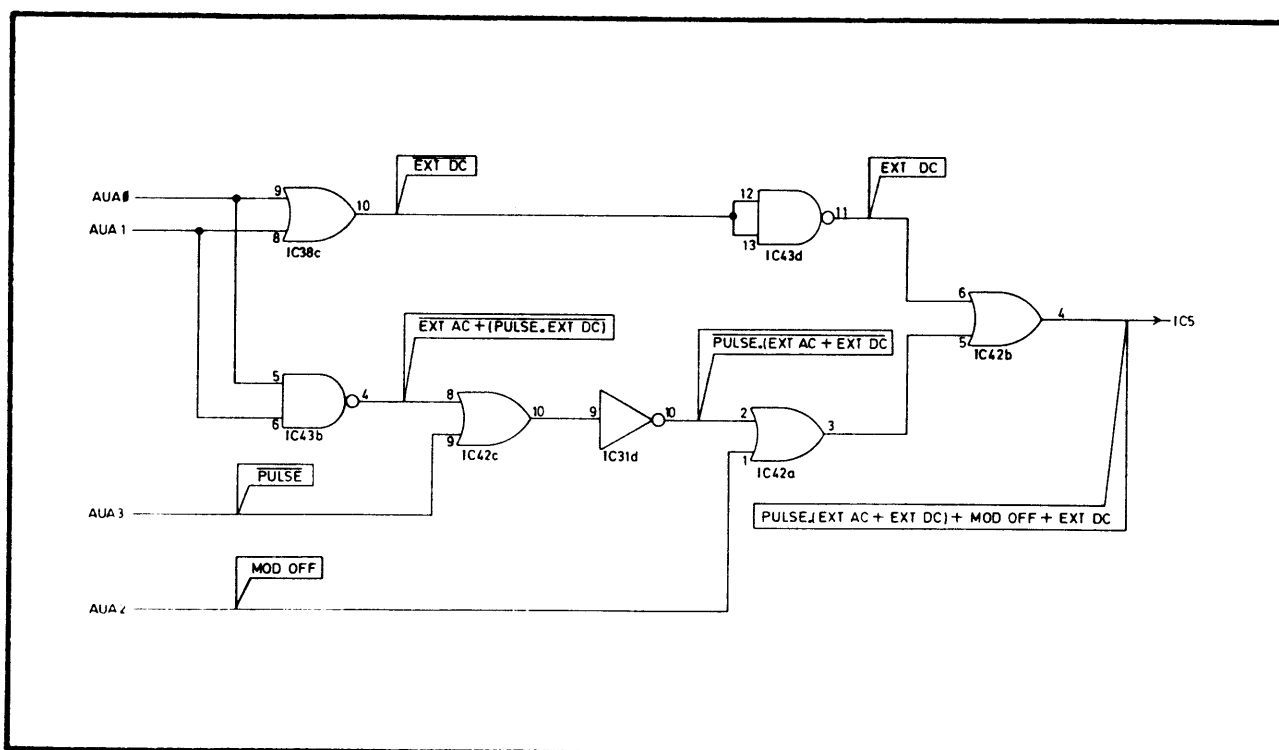 EXT DC
EXT DC
AUA0
9
10
12
11
13
AUA 1
8
IC38c
IC43d
6
4
IC5
5
IC42b
EXT AC + (PULSE.EXT DC)
PULSE.(EXT AC + EXT DC
5
4
8
10
9
10
2
3
6
IC43b
9
IC42c
IC31d
1
IC42a
PULSE
AUA 3
PULSE.(EXT AC + EXT DC) + MOD OFF + EXT DC
MOD OFF
AUA 2